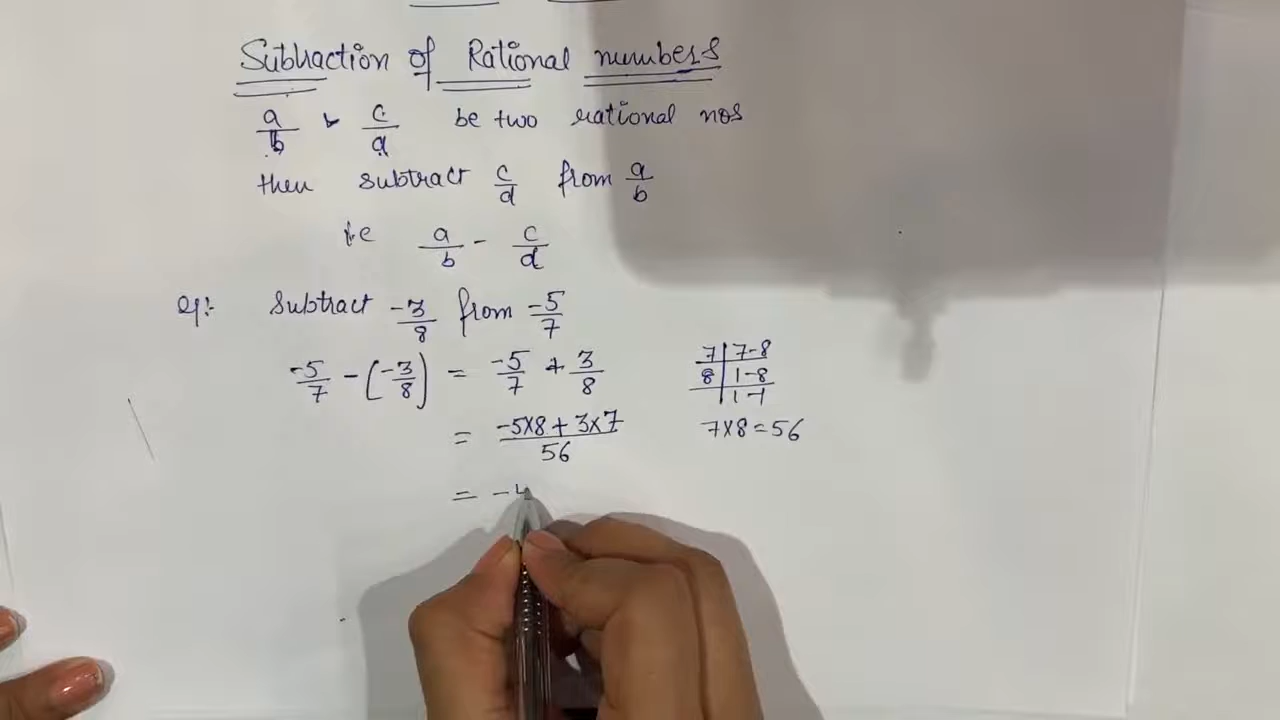 Subtraction of Rational numbers
a/b & c/d be two rational nos
then subtract c/d from a/b
i.e a/b - c/d
eg:- Subtract -3/8 from -5/7
-5/7 - (-3/8) = -5/7 + 3/8
= -5×8 + 3×7 / 56
= -4
7 | 7-8
8 | 1-8
1-1
7×8=56